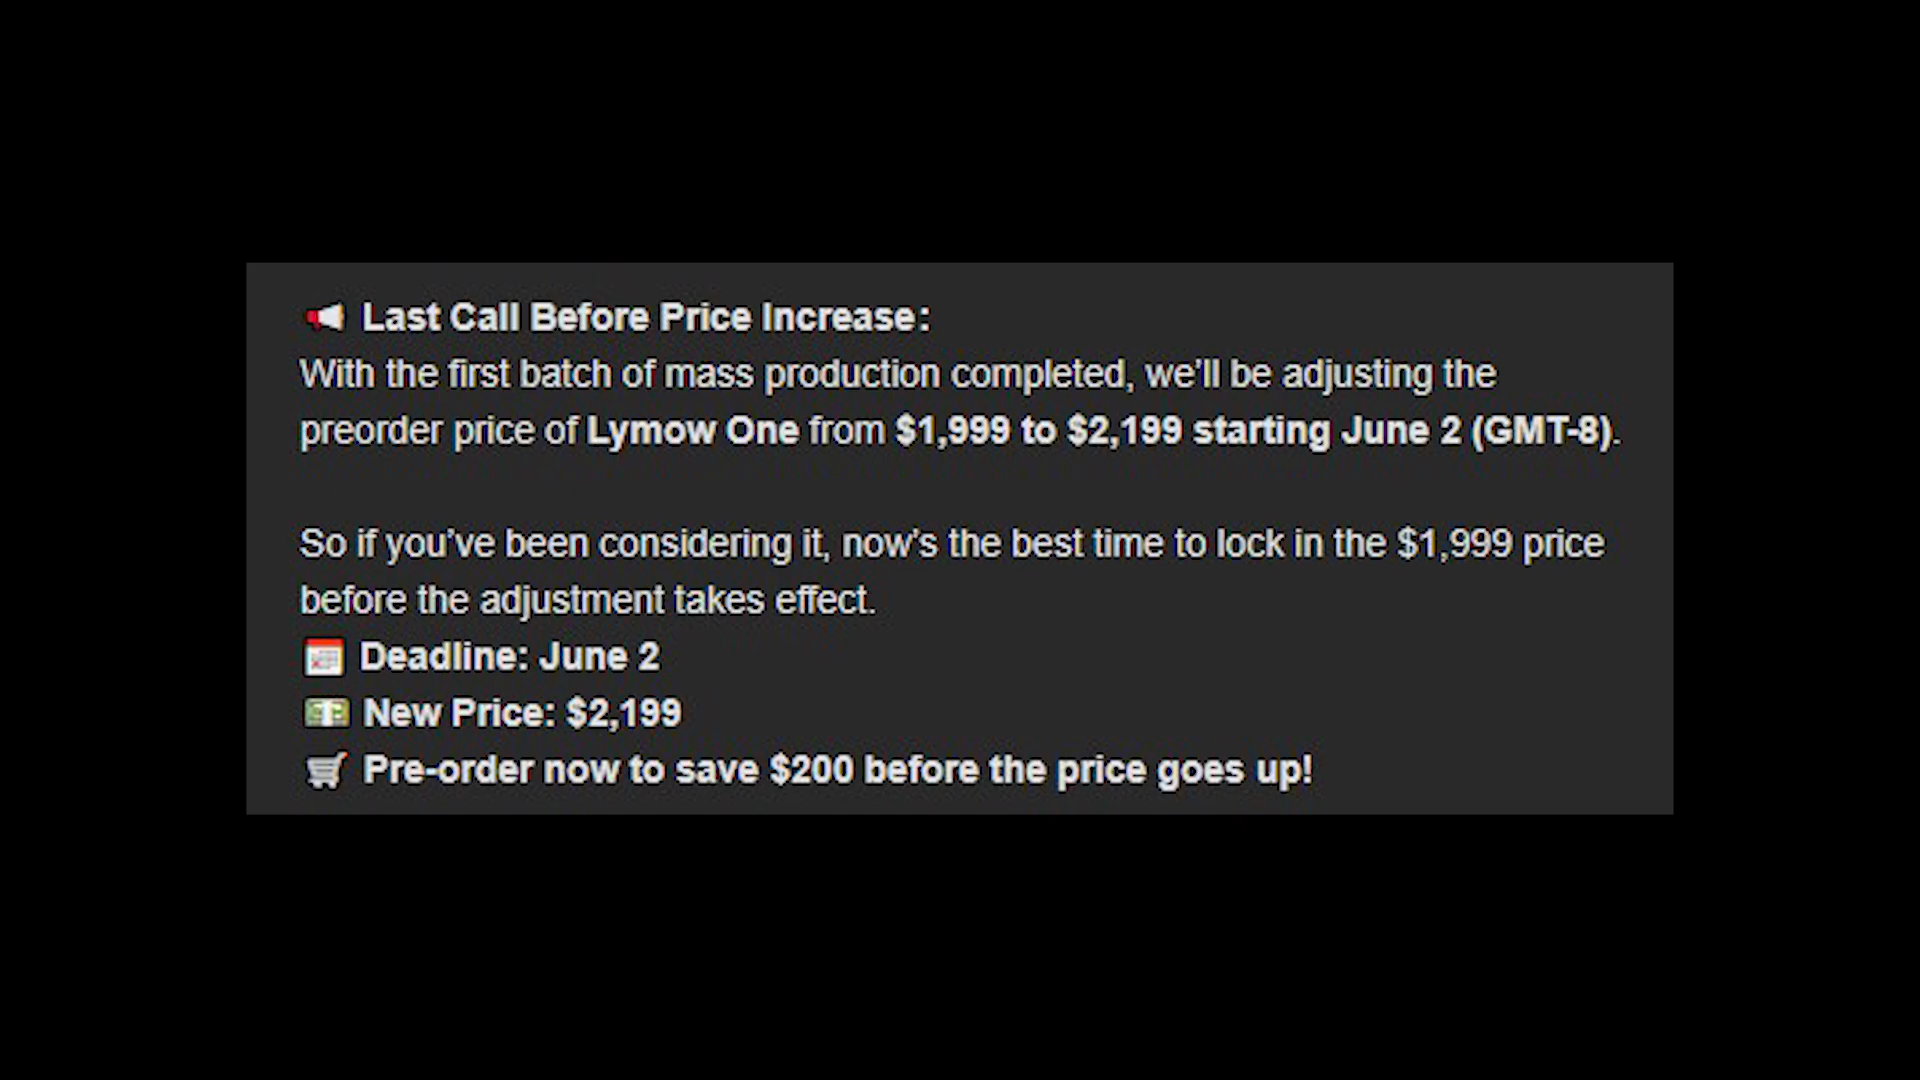 📢 Last Call Before Price Increase:
With the first batch of mass production completed, we'll be adjusting the
preorder price of Lymow One from $1,999 to $2,199 starting June 2 (GMT-8).
So if you've been considering it, now's the best time to lock in the $1,999 price
before the adjustment takes effect.
📅 Deadline: June 2
💵 New Price: $2,199
🛒 Pre-order now to save $200 before the price goes up!